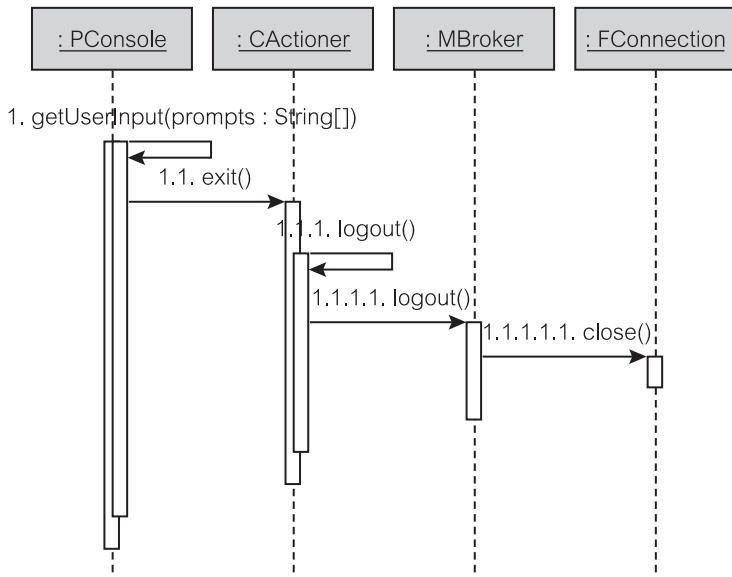 : PConsole
: CActioner
: MBroker
: FConnection
1. getUserInput(prompts : String[])
1.1. exit()
1.1.1. logout()
1.1.1.1. logout()
1.1.1.1.1. close()